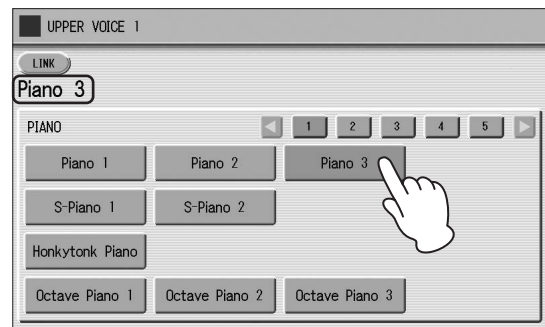 UPPER VOICE 1
LINK
Piano 3
PIANO 1 2 3 4 5
Piano 1 Piano 2 Piano 3
S-Piano 1 S-Piano 2
Honkytonk Piano
Octave Piano 1 Octave Piano 2 Octave Piano 3